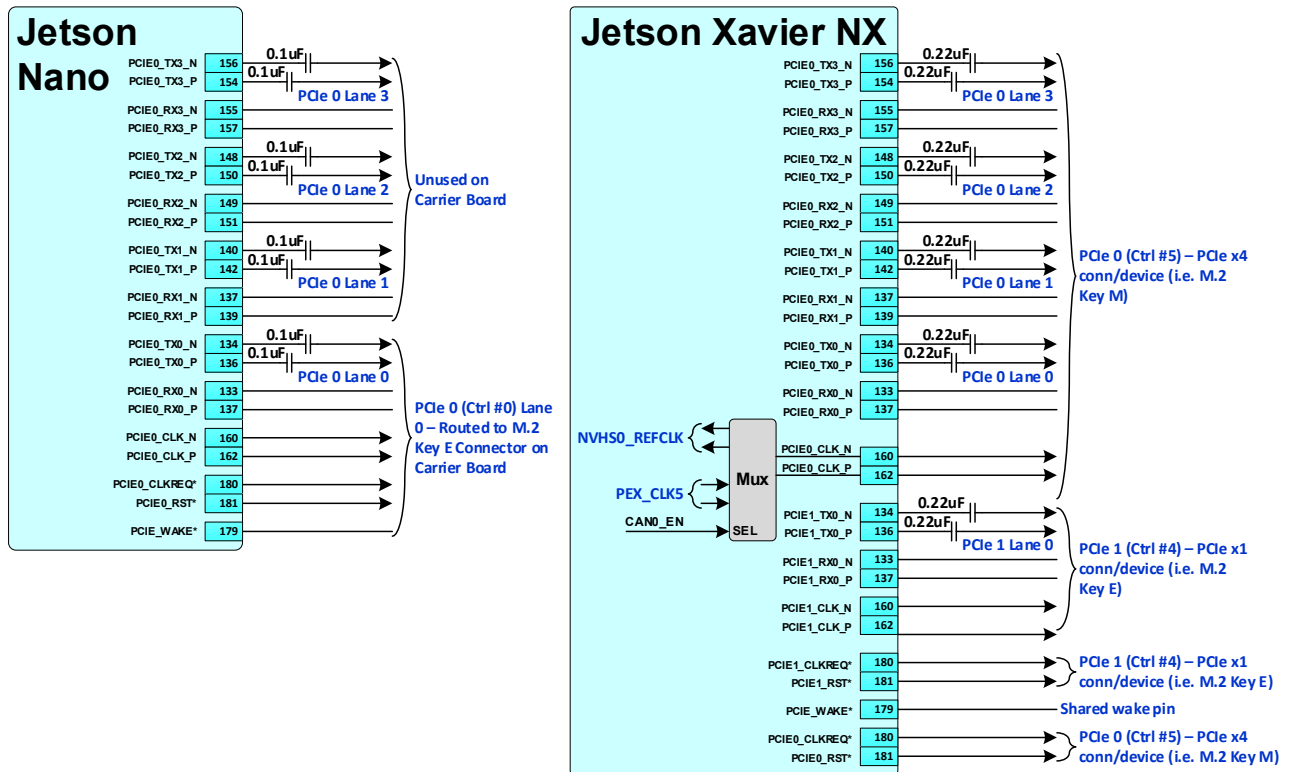 Jetson
Nano
PCIE0_TX3_N 156 0.1uF
PCIE0_TX3_P 154 0.1uF
PCIe 0 Lane 3
PCIE0_RX3_N 155
PCIE0_RX3_P 157
PCIE0_TX2_N 148 0.1uF
PCIE0_TX2_P 150 0.1uF
PCIe 0 Lane 2
PCIE0_RX2_N 149
PCIE0_RX2_P 151
PCIE0_TX1_N 140 0.1uF
PCIE0_TX1_P 142 0.1uF
PCIe 0 Lane 1
PCIE0_RX1_N 137
PCIE0_RX1_P 139
Unused on
Carrier Board
PCIE0_TX0_N 134 0.1uF
PCIE0_TX0_P 136 0.1uF
PCIe 0 Lane 0
PCIE0_RX0_N 133
PCIE0_RX0_P 137
PCIE0_CLK_N 160
PCIE0_CLK_P 162
PCIE0_CLKREQ* 180
PCIE0_RST* 181
PCIE_WAKE* 179
PCIe 0 (Ctrl #0) Lane
0 – Routed to M.2
Key E Connector on
Carrier Board
Jetson Xavier NX
PCIE0_TX3_N 156 0.22uF
PCIE0_TX3_P 154 0.22uF
PCIe 0 Lane 3
PCIE0_RX3_N 155
PCIE0_RX3_P 157
PCIE0_TX2_N 148 0.22uF
PCIE0_TX2_P 150 0.22uF
PCIe 0 Lane 2
PCIE0_RX2_N 149
PCIE0_RX2_P 151
PCIE0_TX1_N 140 0.22uF
PCIE0_TX1_P 142 0.22uF
PCIe 0 Lane 1
PCIE0_RX1_N 137
PCIE0_RX1_P 139
PCIE0_TX0_N 134 0.22uF
PCIE0_TX0_P 136 0.22uF
PCIe 0 Lane 0
PCIE0_RX0_N 133
PCIE0_RX0_P 137
PCIe 0 (Ctrl #5) – PCIe x4
conn/device (i.e. M.2
Key M)
NVHS0_REFCLK
PEX_CLK5
CAN0_EN
Mux
SEL
PCIE0_CLK_N 160
PCIE0_CLK_P 162
PCIE1_TX0_N 134 0.22uF
PCIE1_TX0_P 136 0.22uF
PCIe 1 Lane 0
PCIE1_RX0_N 133
PCIE1_RX0_P 137
PCIE1_CLK_N 160
PCIE1_CLK_P 162
PCIe 1 (Ctrl #4) – PCIe x1
conn/device (i.e. M.2
Key E)
PCIE1_CLKREQ* 180
PCIE1_RST* 181
PCIe 1 (Ctrl #4) – PCIe x1
conn/device (i.e. M.2 Key E)
PCIE_WAKE* 179
Shared wake pin
PCIE0_CLKREQ* 180
PCIE0_RST* 181
PCIe 0 (Ctrl #5) – PCIe x4
conn/device (i.e. M.2 Key M)